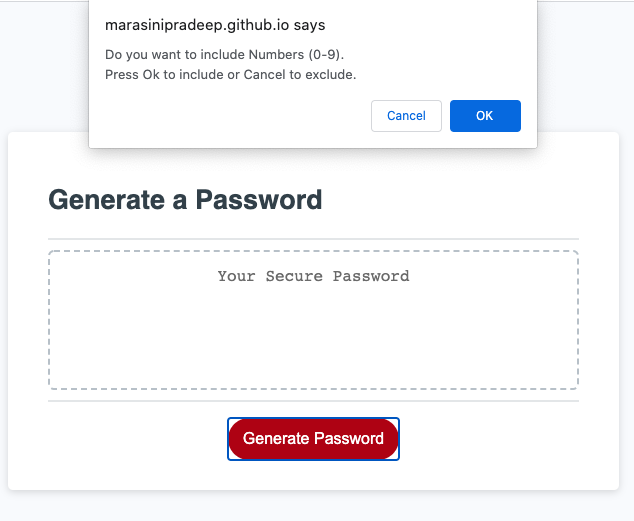 marasinipradeep.github.io says
Do you want to include Numbers (0-9).
Press Ok to include or Cancel to exclude.
Cancel
OK
Generate a Password
Your Secure Password
Generate Password